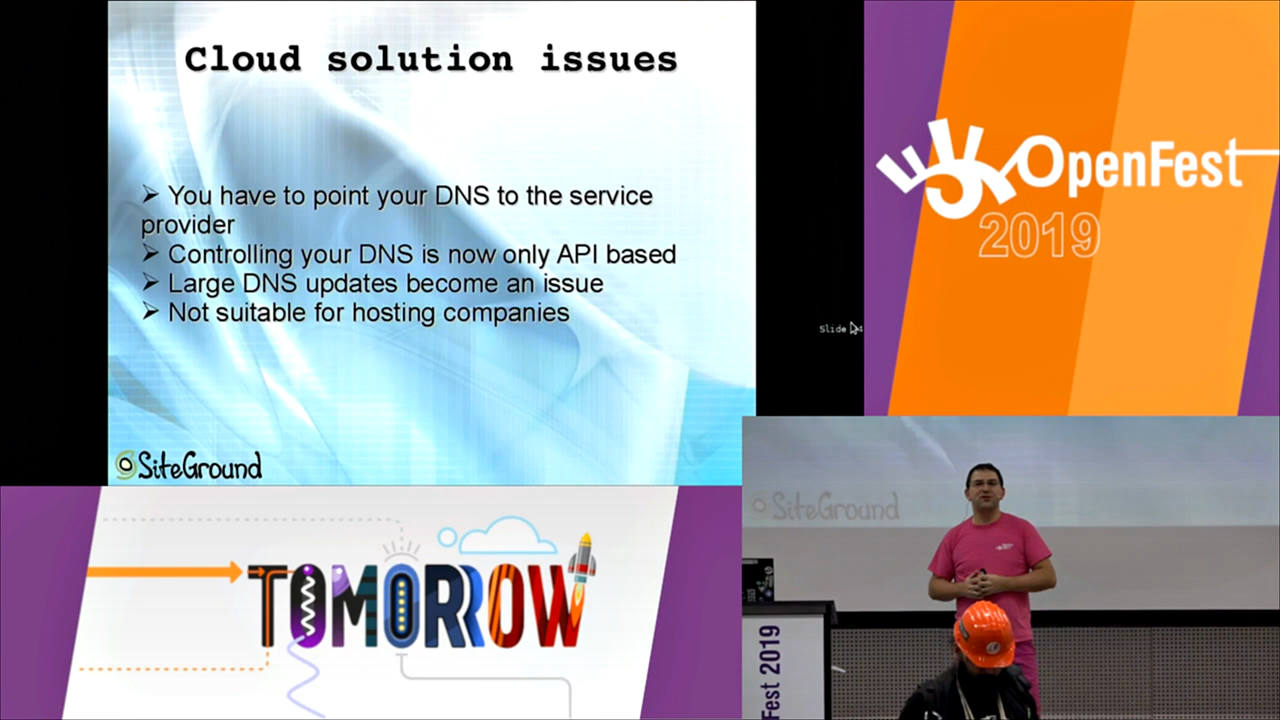 Cloud solution issues
➢ You have to point your DNS to the service
provider
➢ Controlling your DNS is now only API based
➢ Large DNS updates become an issue
➢ Not suitable for hosting companies
SiteGround
OpenFest
2019
Slide
TOMORROW
SiteGround
Fest 2019